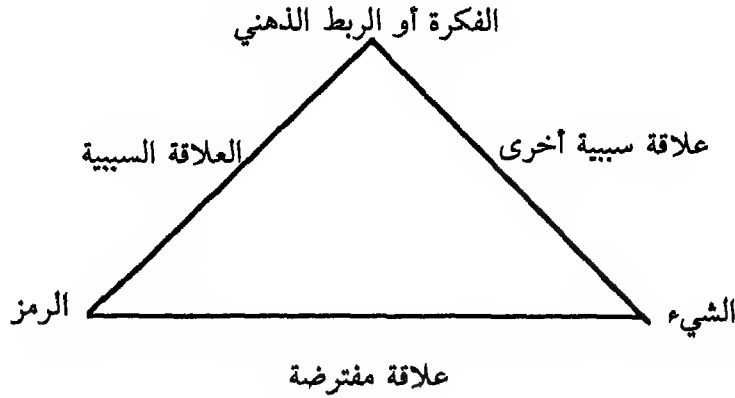 الفكرة أو الربط الذهني
علاقة سببية أخرى
العلاقة السببية
الشيء
الرمز
علاقة مفترضة